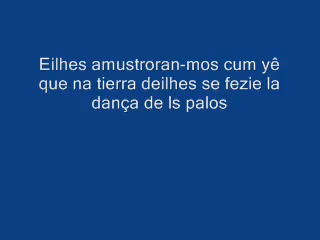 Eilhes amustroran-mos cum yê
que na tierra deilhes se fezie la
dança de ls palos